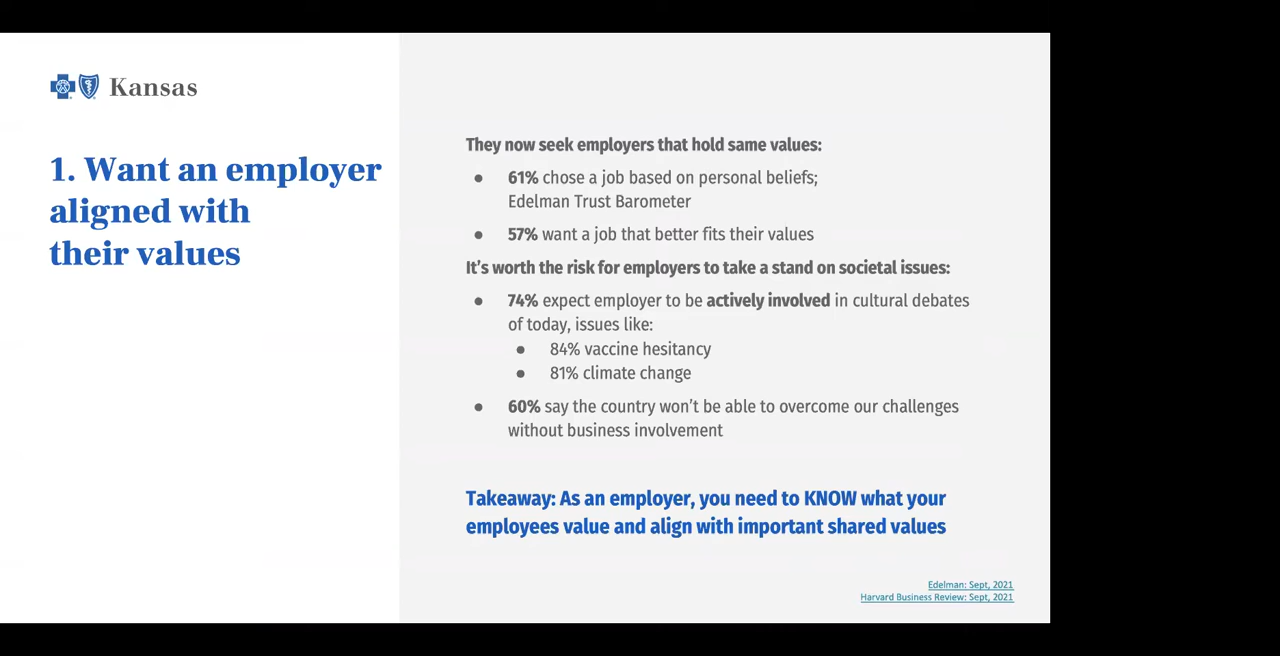 Kansas
1. Want an employer
aligned with
their values
They now seek employers that hold same values:
● 61% chose a job based on personal beliefs;
Edelman Trust Barometer
● 57% want a job that better fits their values
It's worth the risk for employers to take a stand on societal issues:
● 74% expect employer to be actively involved in cultural debates
of today, issues like:
● 84% vaccine hesitancy
● 81% climate change
● 60% say the country won't be able to overcome our challenges
without business involvement
Takeaway: As an employer, you need to KNOW what your
employees value and align with important shared values
Edelman: Sept, 2021
Harvard Business Review: Sept, 2021